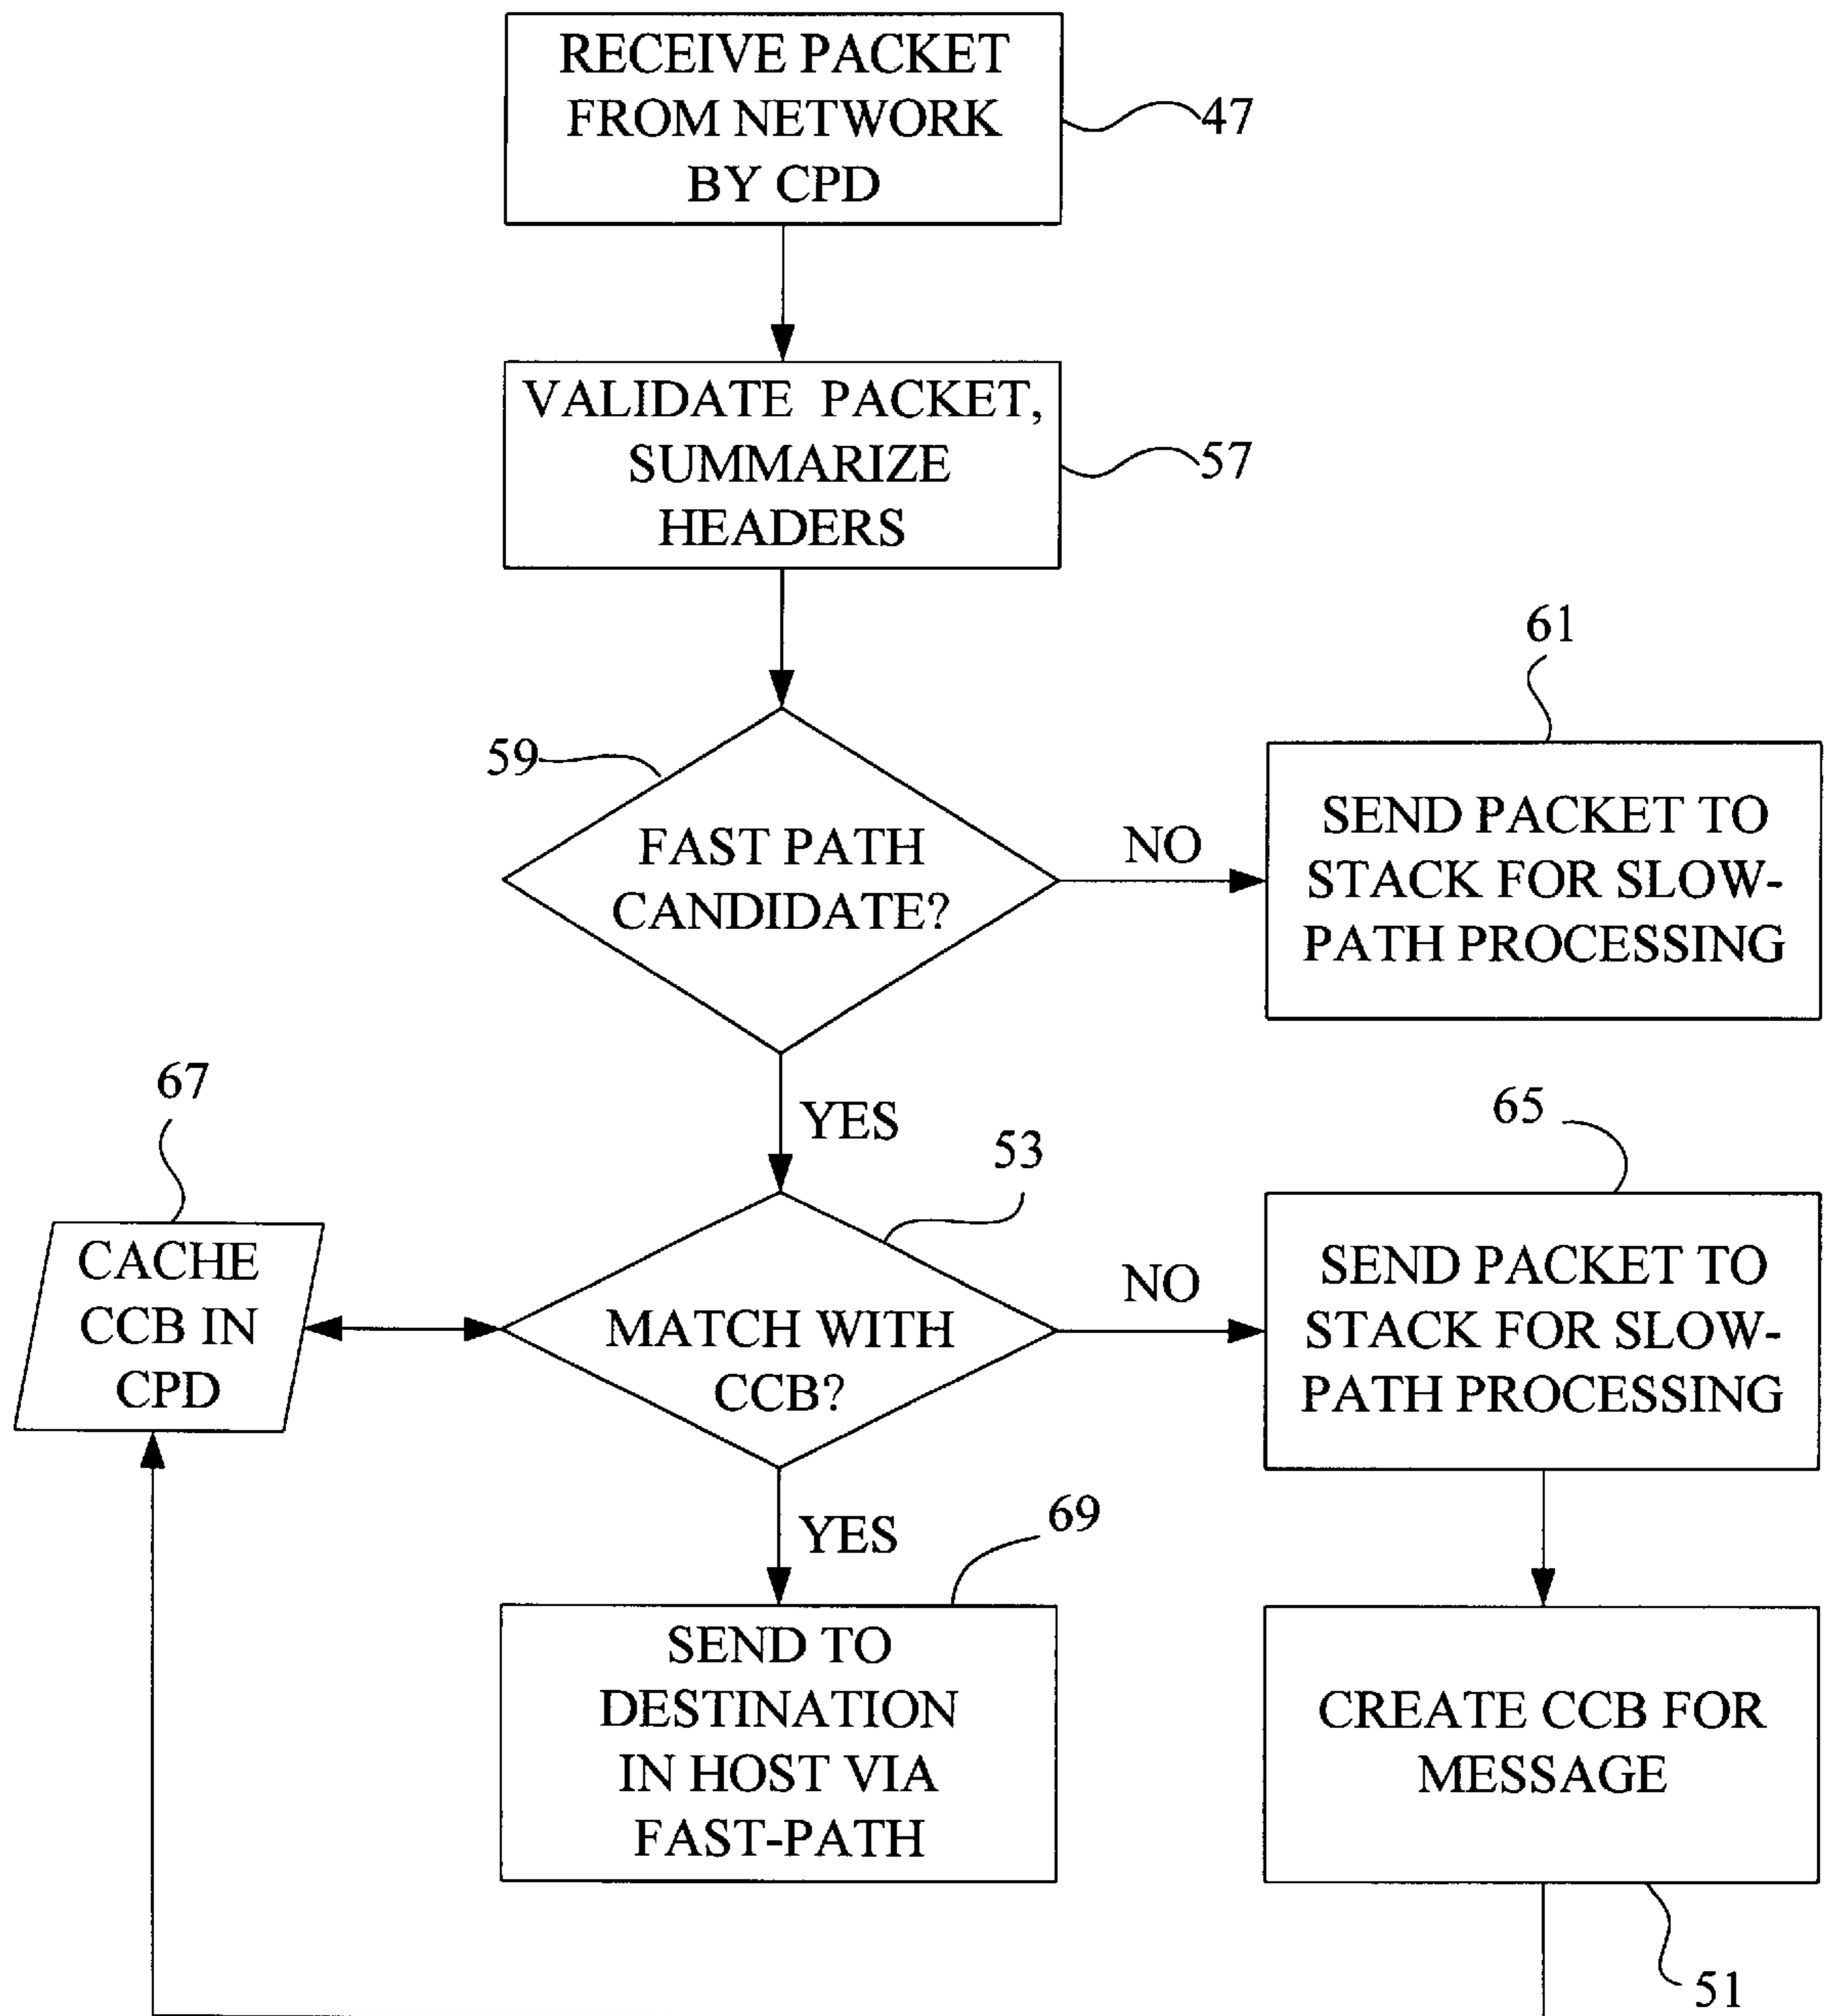 RECEIVE PACKET
FROM NETWORK
BY CPD
47
VALIDATE PACKET,
SUMMARIZE
HEADERS
57
59
FAST PATH
CANDIDATE?
NO
61
SEND PACKET TO
STACK FOR SLOW-
PATH PROCESSING
YES
67
CACHE
CCB IN
CPD
53
MATCH WITH
CCB?
NO
65
SEND PACKET TO
STACK FOR SLOW-
PATH PROCESSING
YES
69
SEND TO
DESTINATION
IN HOST VIA
FAST-PATH
CREATE CCB FOR
MESSAGE
51